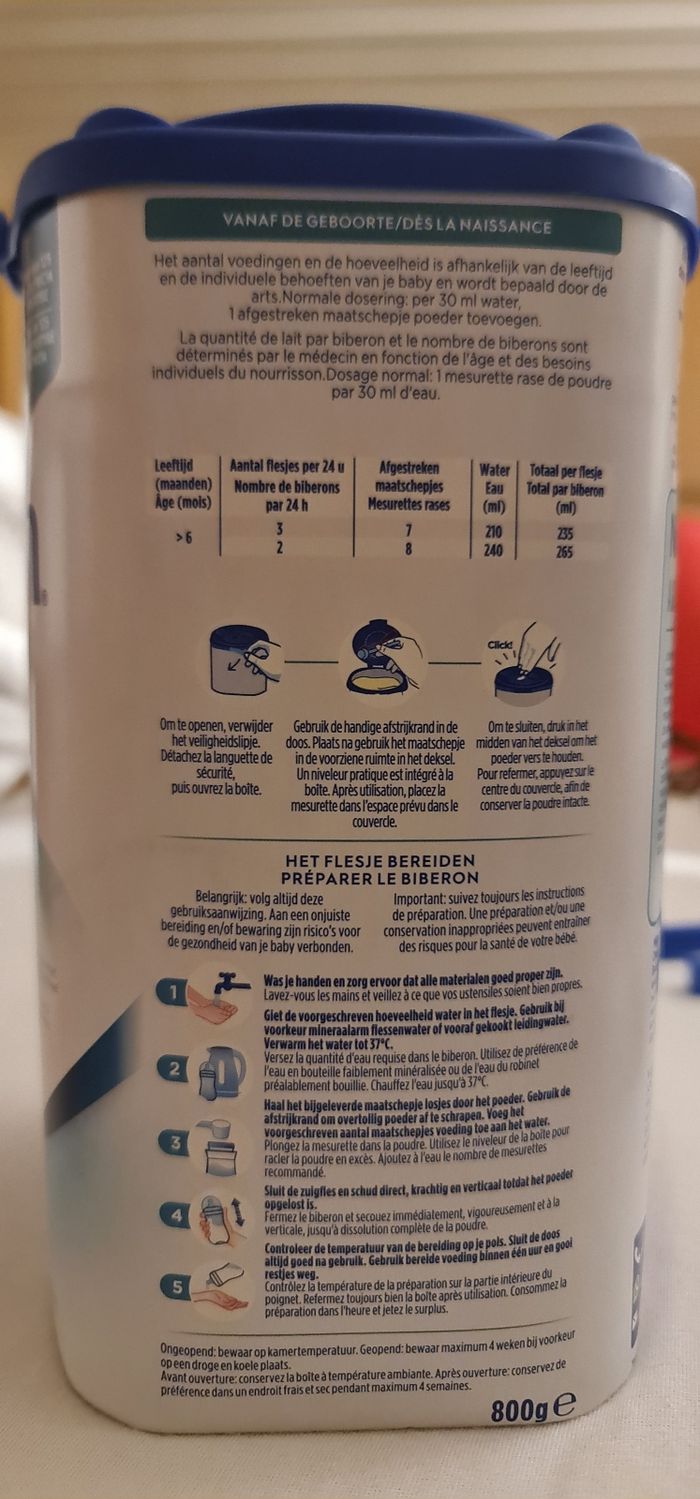 VANAF DE GEBOORTE/DÈS LA NAISSANCE
Het aantal voedingen en de hoeveelheid is afhankelijk van de leeftijd
en de individuele behoeften van je baby en wordt bepaald door de
arts.Normale dosering: per 30 ml water,
1 afgestreken maatschepje poeder toevoegen.
La quantité de lait par biberon et le nombre de biberons sont
déterminés par le médecin en fonction de l'âge et des besoins
individuels du nourrisson.Dosage normal: 1 mesurette rase de poudre
par 30 ml d'eau.
Leeftijd Aantal flesjes per 24 u Afgestreken Water Totaal per flesje
(maanden) Nombre de biberons maatschepjes Eau Total par biberon
Âge (mois) par 24 h Mesurettes rases (ml) (ml)
>6 3 7 210 235
2 8 240 265
Click!
Om te openen, verwijder
het veiligheidslipje.
Détachez la languette de
sécurité,
puis ouvrez la boîte.
Gebruik de handige afstrijkrand in de
doos. Plaats na gebruik het maatschepje
in de voorziene ruimte in het deksel.
Un niveleur pratique est intégré à la
boîte. Après utilisation, placez la
mesurette dans l'espace prévu dans le
couvercle.
Om te sluiten, druk in het
midden van het deksel om het
poeder vers te houden.
Pour refermer, appuyez sur le
centre du couvercle, afin de
conserver la poudre intacte.
HET FLESJE BEREIDEN
PRÉPARER LE BIBERON
Belangrijk: volg altijd deze
gebruiksaanwijzing. Aan een onjuiste
bereiding en/of bewaring zijn risico's voor
de gezondheid van je baby verbonden.
Important: suivez toujours les instructions
de préparation. Une préparation et/ou une
conservation inappropriées peuvent entraîner
des risques pour la santé de votre bébé.
1
Was je handen en zorg ervoor dat alle materialen goed proper zijn.
Lavez-vous les mains et veillez à ce que vos ustensiles soient bien propres.
2
Giet de voorgeschreven hoeveelheid water in het flesje. Gebruik bij
voorkeur mineraalarm flessenwater of vooraf gekookt leidingwater.
Verwarm het water tot 37°C.
Versez la quantité d'eau requise dans le biberon. Utilisez de préférence de
l'eau en bouteille faiblement minéralisée ou de l'eau du robinet
préalablement bouillie. Chauffez l'eau jusqu'à 37°C.
3
Haal het bijgeleverde maatschepje losjes door het poeder. Gebruik de
afstrijkrand om overtollig poeder af te schrapen. Voeg het
voorgeschreven aantal maatschepjes voeding toe aan het water.
Plongez la mesurette dans la poudre. Utilisez le niveleur de la boîte pour
racler la poudre en excès. Ajoutez à l'eau le nombre de mesurettes
recommandé.
4
Sluit de zuigfles en schud direct, krachtig en verticaal totdat het poeder
opgelost is.
Fermez le biberon et secouez immédiatement, vigoureusement et à la
verticale, jusqu'à dissolution complète de la poudre.
5
Controleer de temperatuur van de bereiding op je pols. Sluit de doos
altijd goed na gebruik. Gebruik bereide voeding binnen één uur en gooi
restjes weg.
Contrôlez la température de la préparation sur la partie intérieure du
poignet. Refermez toujours bien la boîte après utilisation. Consommez la
préparation dans l'heure et jetez le surplus.
Ongeopend: bewaar op kamertemperatuur. Geopend: bewaar maximum 4 weken bij voorkeur
op een droge en koele plaats.
Avant ouverture: conservez la boîte à température ambiante. Après ouverture: conservez de
préférence dans un endroit frais et sec pendant maximum 4 semaines.
800g e